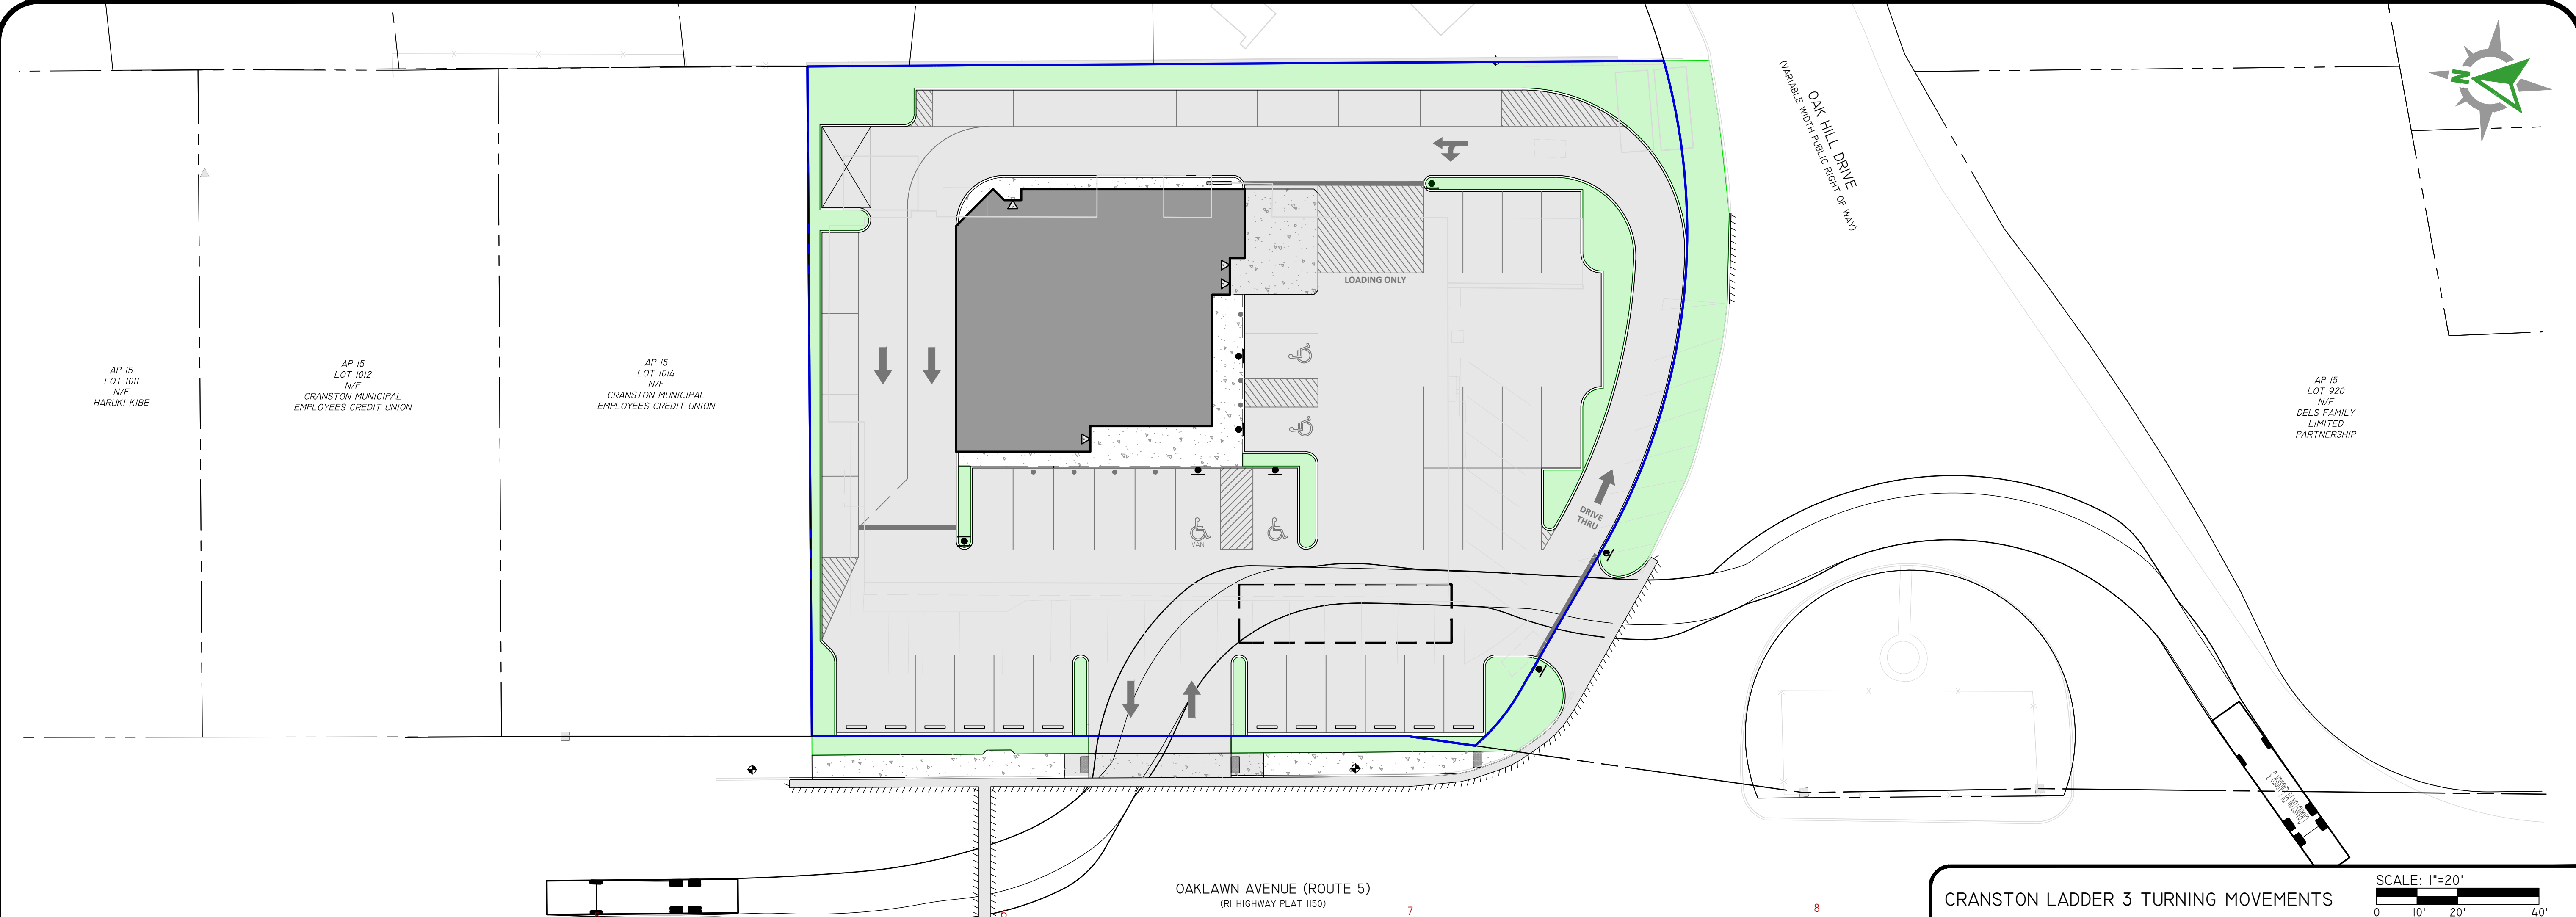 N
OAK HILL DRIVE
(VARIABLE WIDTH PUBLIC RIGHT OF WAY)
LOADING ONLY
AP 15
LOT 1011
N/F
HARUKI KIBE
AP 15
LOT 1012
N/F
CRANSTON MUNICIPAL
EMPLOYEES CREDIT UNION
AP 15
LOT 1014
N/F
CRANSTON MUNICIPAL
EMPLOYEES CREDIT UNION
AP 15
LOT 920
N/F
DELS FAMILY
LIMITED
PARTNERSHIP
DRIVE
THRU
VAN
OAKLAWN AVENUE (ROUTE 5)
(RI HIGHWAY PLAT 1150)
6
7
8
CRANSTON LADDER 3 TURNING MOVEMENTS
SCALE: 1"=20'
0 10' 20' 40'